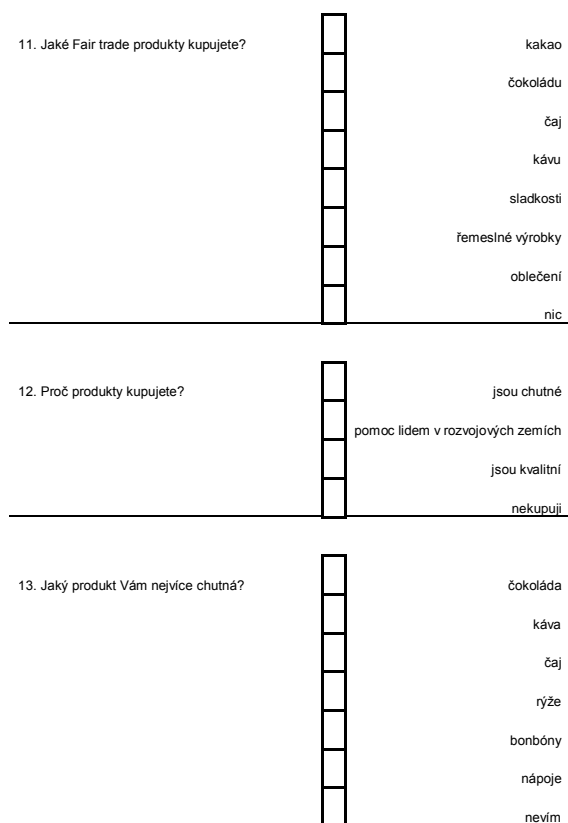 11. Jaké Fair trade produkty kupujete? kakao
čokoládu
čaj
kávu
sladkosti
řemeslné výrobky
oblečení
nic
12. Proč produkty kupujete? jsou chutné
pomoc lidem v rozvojových zemích
jsou kvalitní
nekupuji
13. Jaký produkt Vám nejvíce chutná? čokoláda
káva
čaj
rýže
bonbóny
nápoje
nevím